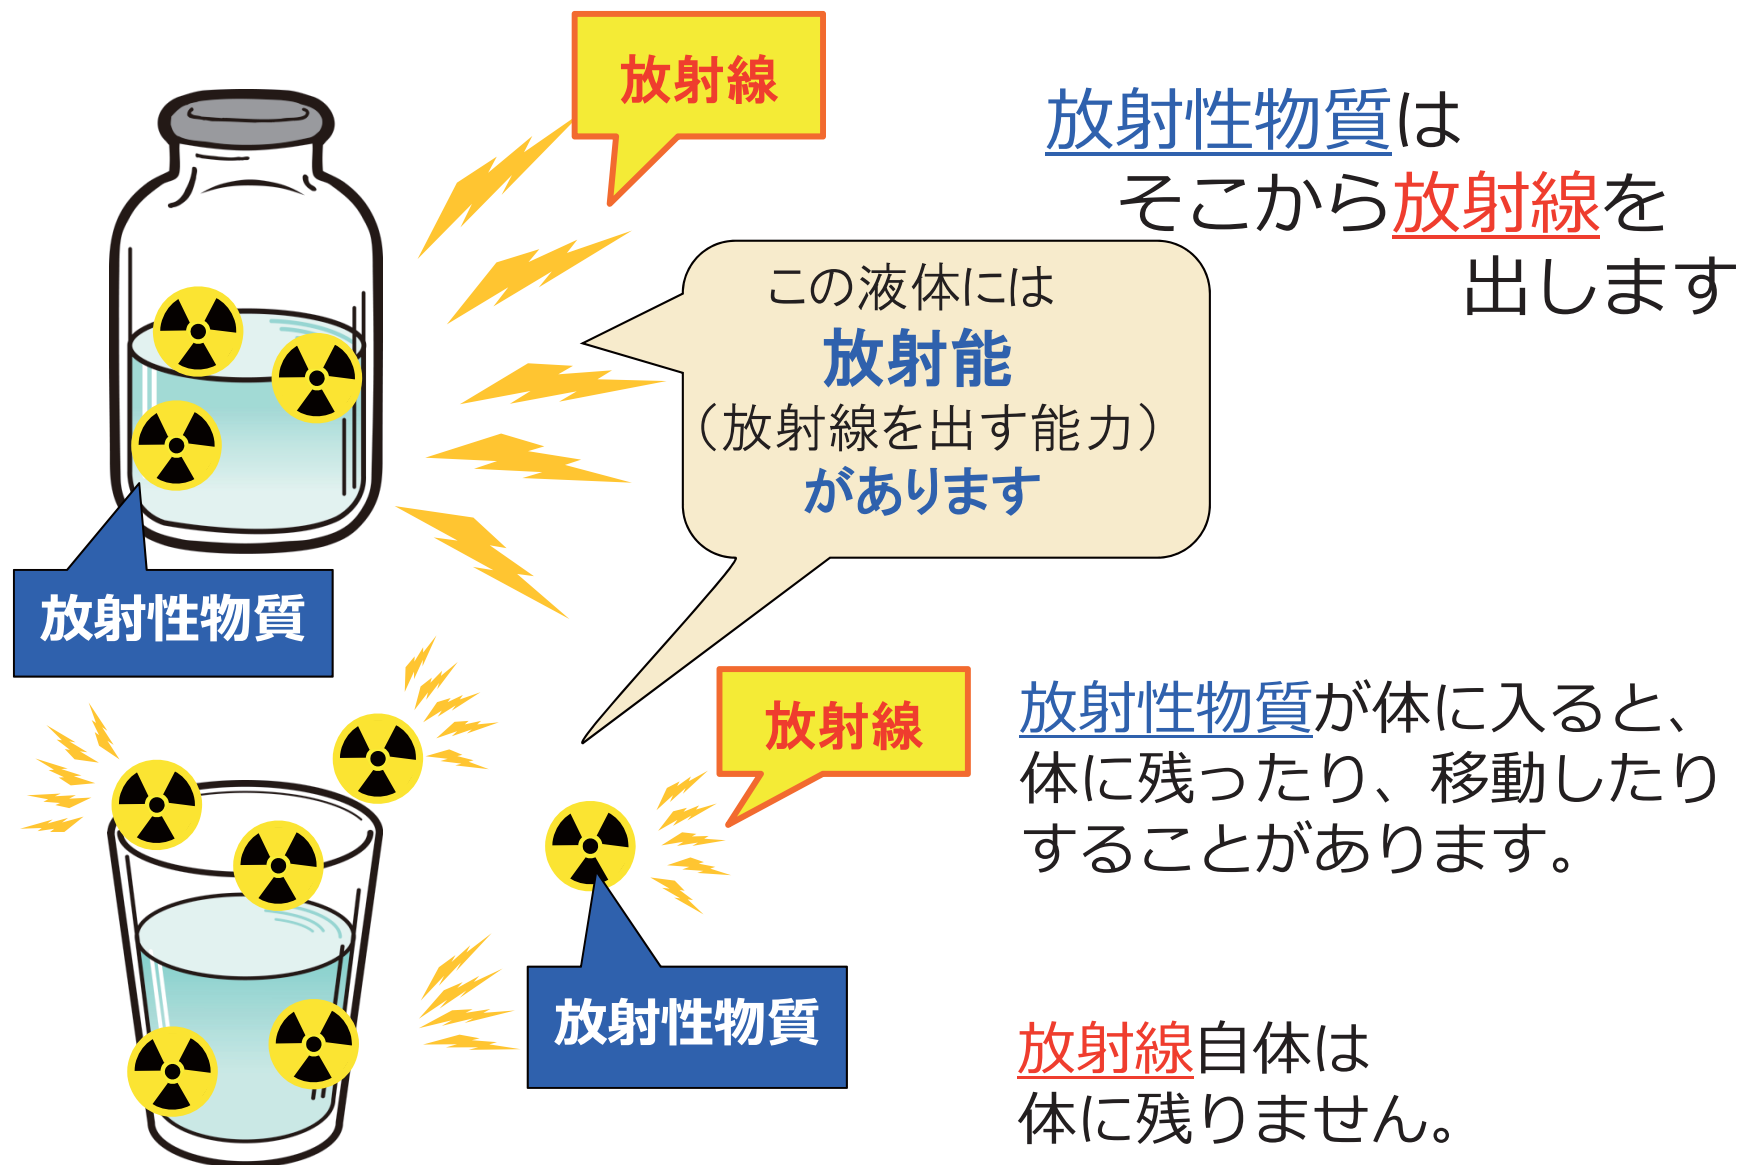 放射線
放射性物質は
そこから放射線を
出します
この液体には
放射能
（放射線を出す能力）
があります
放射性物質
放射線
放射性物質が体に入ると、
体に残ったり、移動したり
することがあります。
放射性物質
放射線自体は
体に残りません。